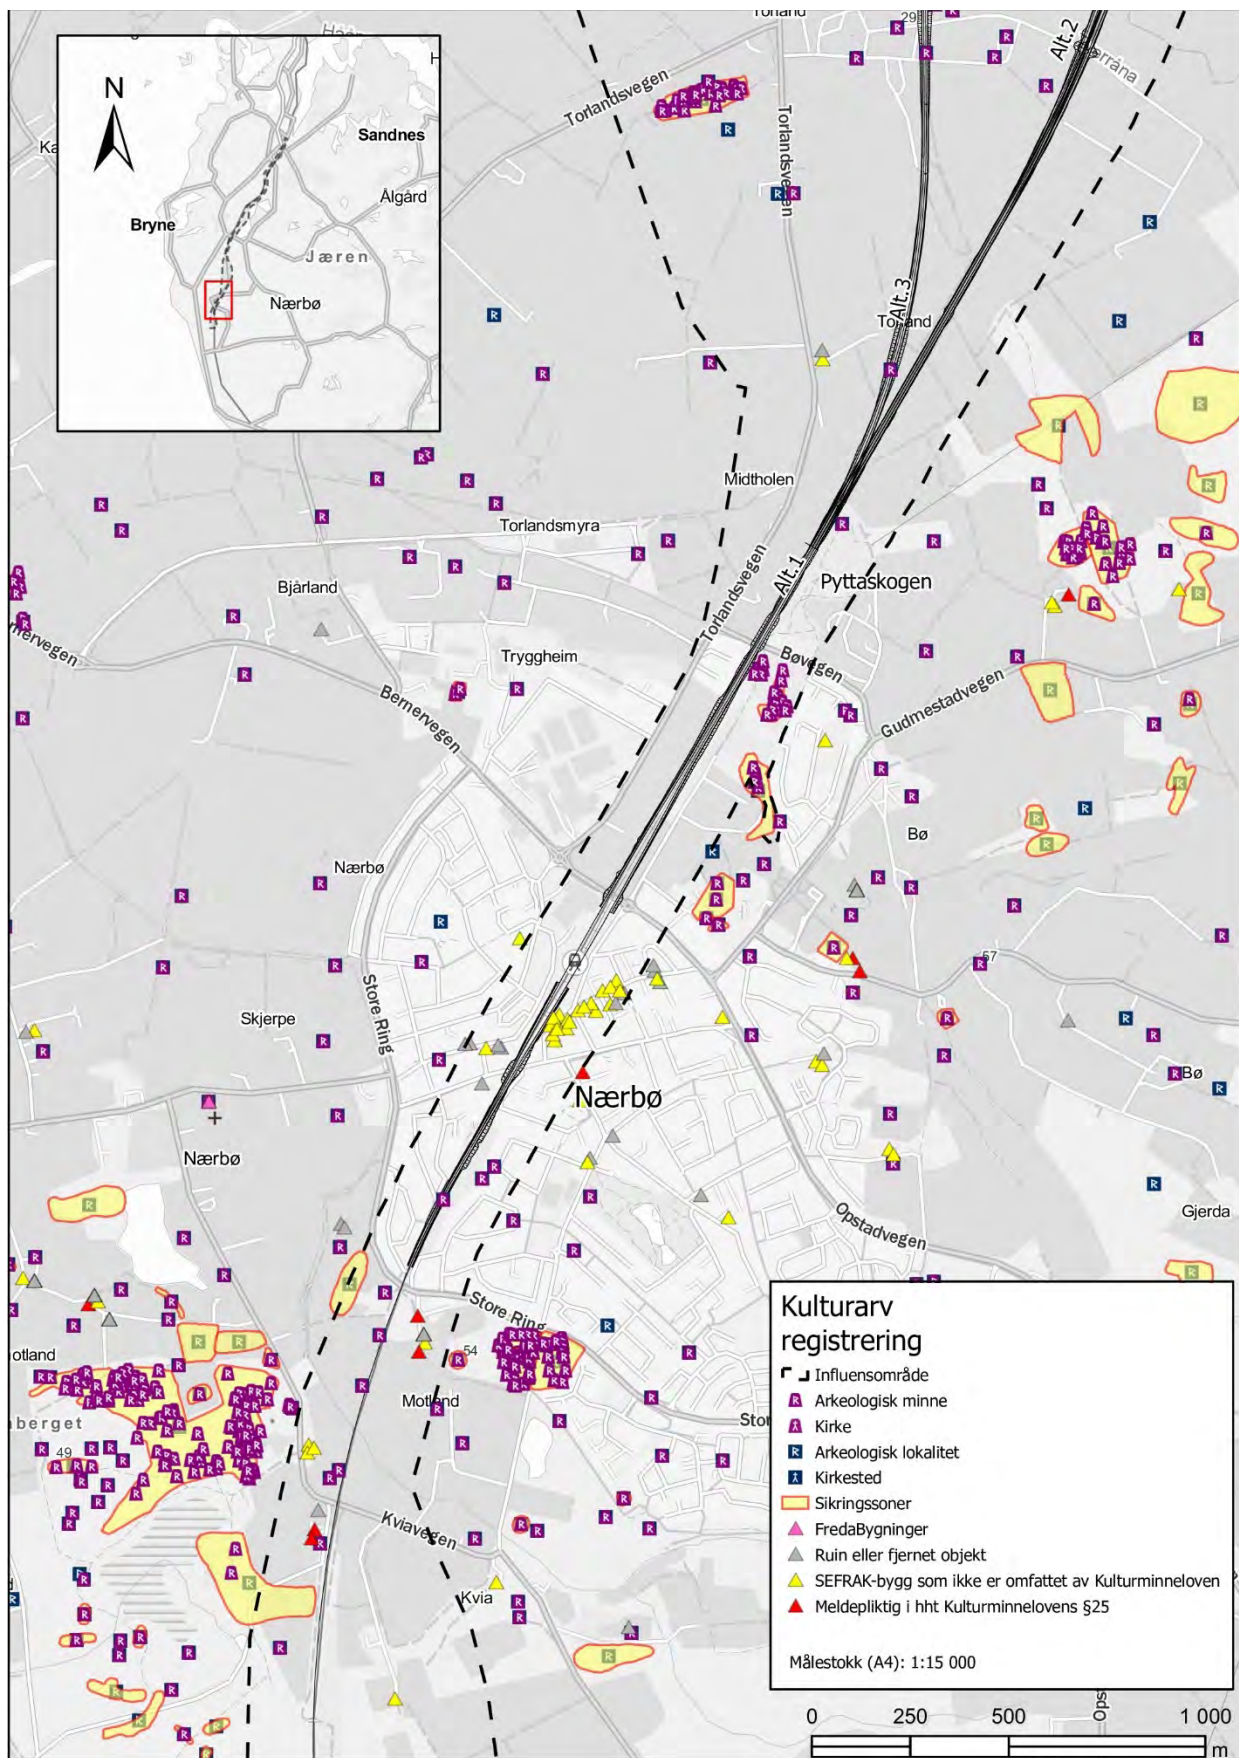 N
Sandnes
Ålgård
Bryne
Jæren
Nærbø
Torland
29
Alt.2
Torlandsvegen
Torlandsvegen
Alt.3
Torland
Midtholen
Torlandsmyra
Torlandsvegen
Alt.1
Pyttaskogen
Bjårland
Tryggheim
Bøvegen
Bernervegen
Gudmestadvegen
Bø
Nærbø
57
Store Ring
Skjerpe
Nærbø
Bø
Nærbø
Opstadvegen
Gjerda
Store Ring
54
Motland
49
Kviavegen
Kvia
Kulturarv
registrering
Influensområde
Arkeologisk minne
Kirke
Arkeologisk lokalitet
Kirkested
Sikringssoner
FredaBygninger
Ruin eller fjernet objekt
SEFRAK-bygg som ikke er omfattet av Kulturminneloven
Meldepliktig i hht Kulturminnelovens §25
Målestokk (A4): 1:15 000
0 250 500 1 000
m